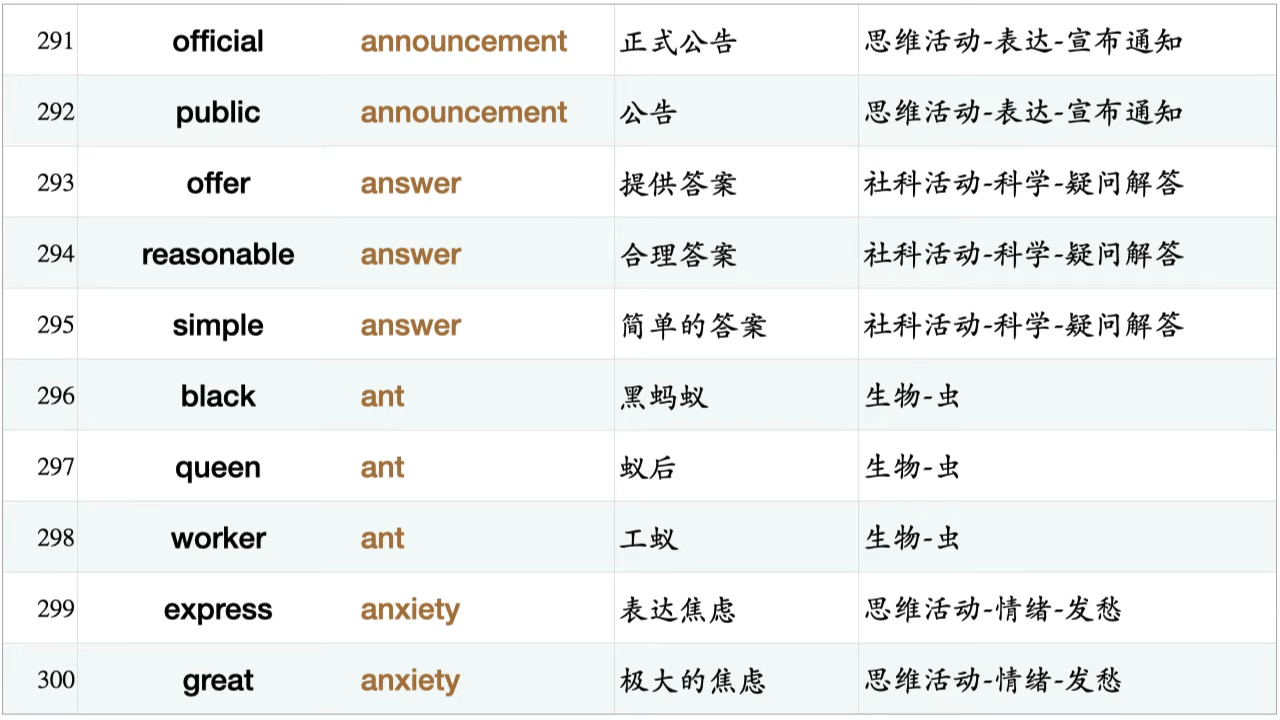 291 official announcement 正式公告 思维活动-表达-宣布通知
292 public announcement 公告 思维活动-表达-宣布通知
293 offer answer 提供答案 社科活动-科学-疑问解答
294 reasonable answer 合理答案 社科活动-科学-疑问解答
295 simple answer 简单的答案 社科活动-科学-疑问解答
296 black ant 黑蚂蚁 生物-虫
297 queen ant 蚁后 生物-虫
298 worker ant 工蚁 生物-虫
299 express anxiety 表达焦虑 思维活动-情绪-发愁
300 great anxiety 极大的焦虑 思维活动-情绪-发愁